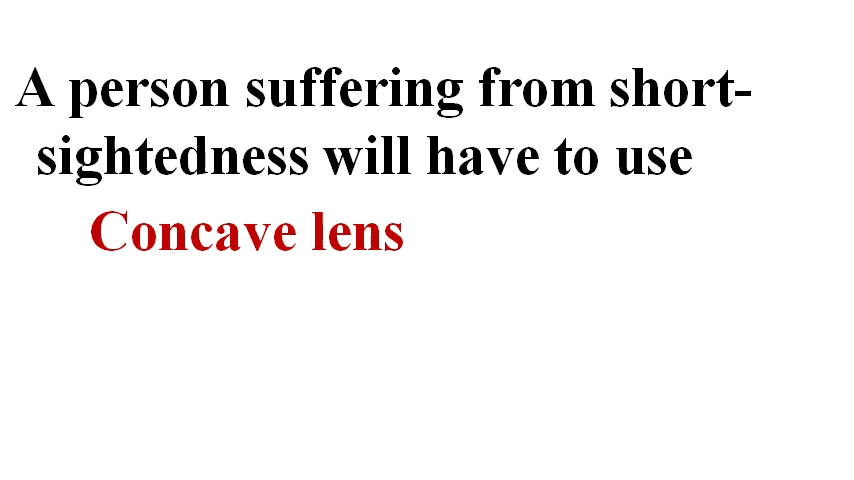 A person suffering from short-
sightedness will have to use
Concave lens